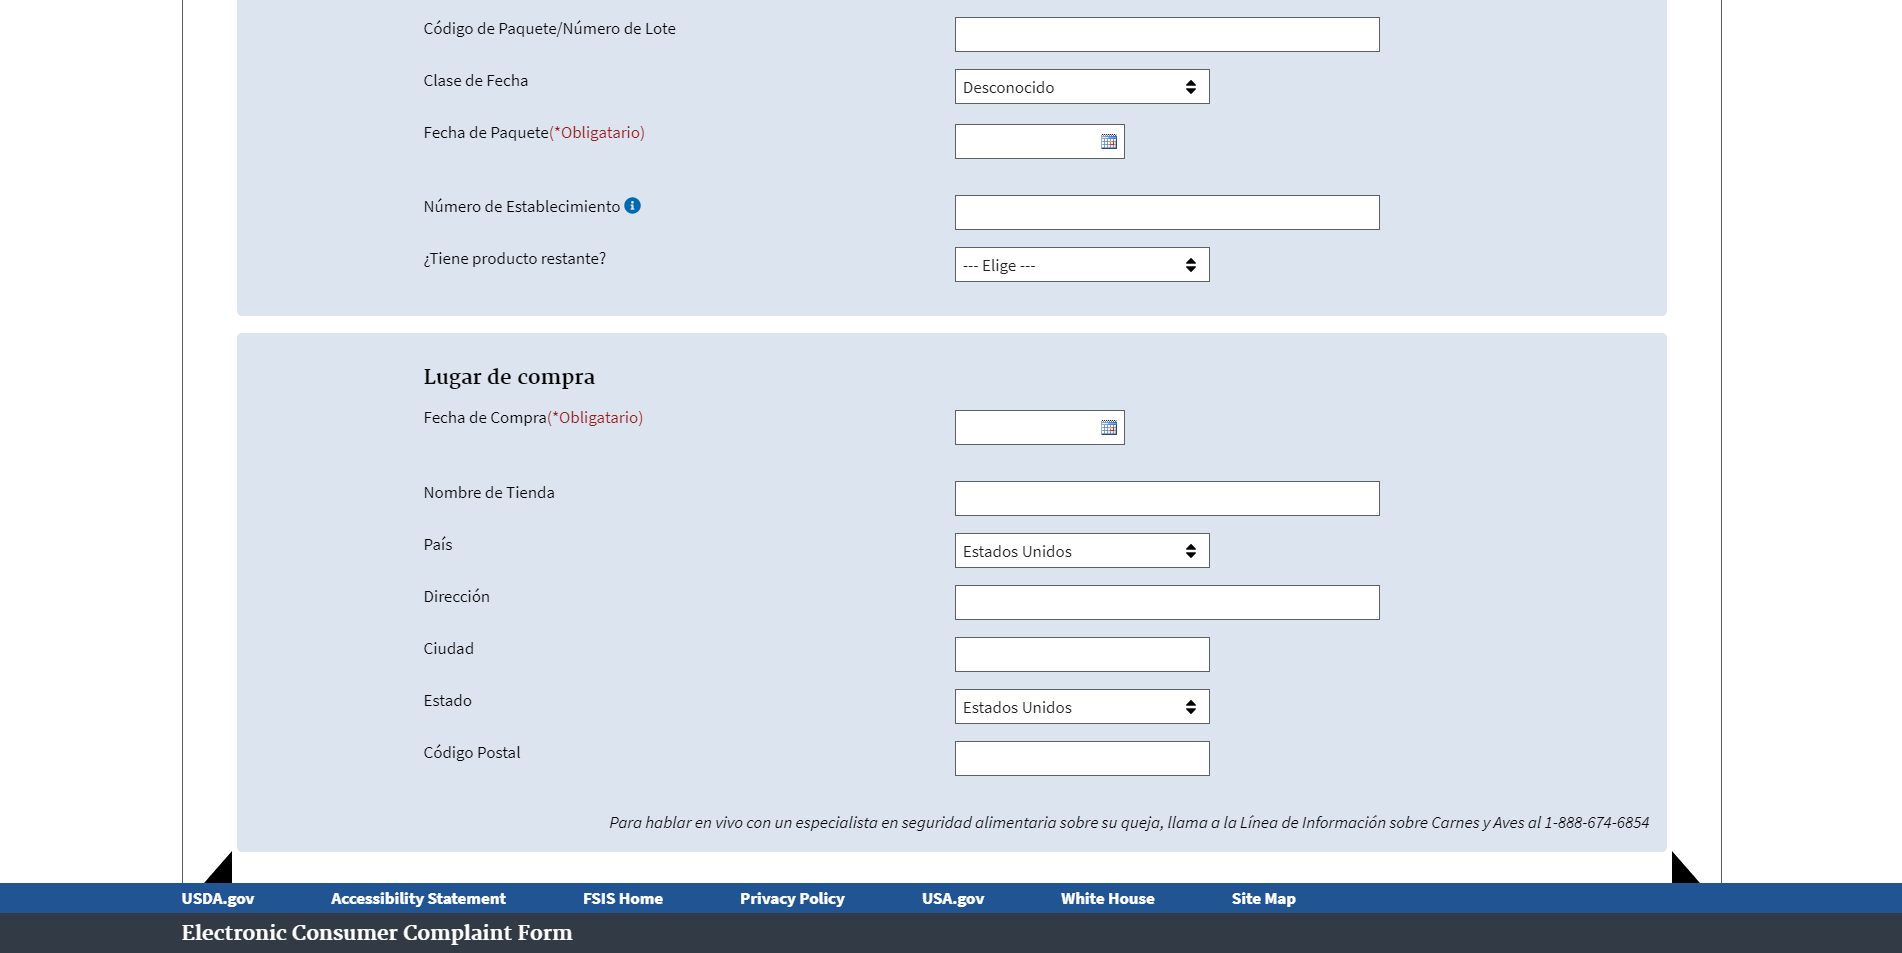 Código de Paquete/Número de Lote
Clase de Fecha
Desconocido
Fecha de Paquete(*Obligatario)
Número de Establecimiento
¿Tiene producto restante?
--- Elige ---
Lugar de compra
Fecha de Compra(*Obligatario)
Nombre de Tienda
País
Estados Unidos
Dirección
Ciudad
Estado
Estados Unidos
Código Postal
Para hablar en vivo con un especialista en seguridad alimentaria sobre su queja, llama a la Línea de Información sobre Carnes y Aves al 1-888-674-6854
USDA.gov Accessibility Statement FSIS Home Privacy Policy USA.gov White House Site Map
Electronic Consumer Complaint Form